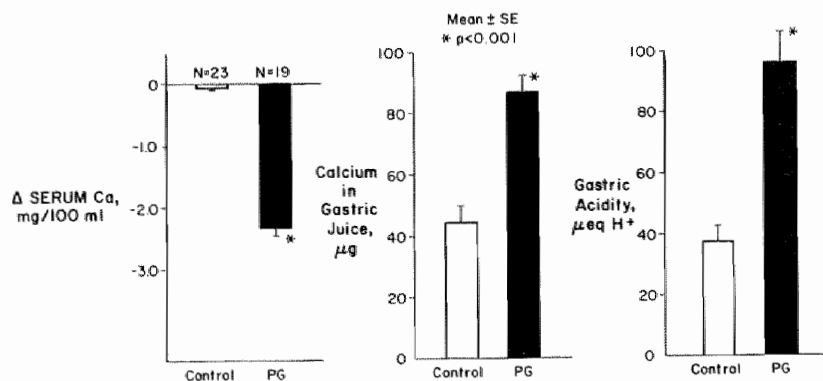 Mean ± SE
* p<0.001
N=23 N=19
0
-1.0
-2.0
-3.0
Δ SERUM Ca,
mg/100 ml
*
Control PG
100
80
60
40
20
0
Calcium
in
Gastric
Juice,
μg
*
Control PG
100
80
60
40
20
0
Gastric
Acidity,
μeq H+
*
Control PG